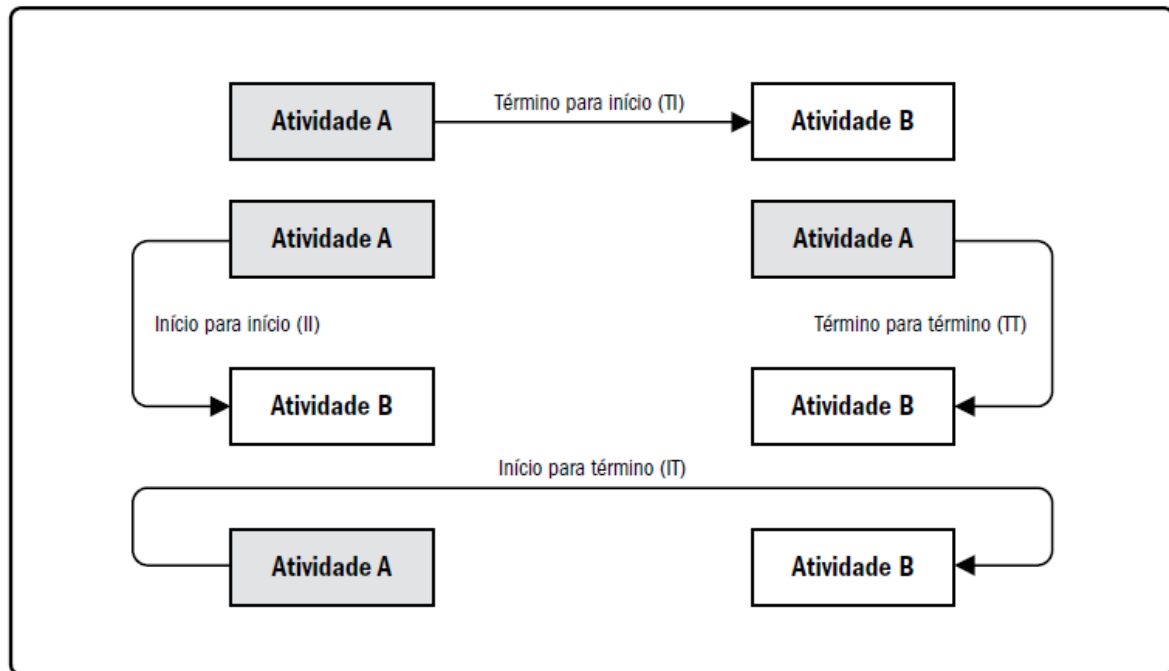 Término para início (TI)
Atividade A
Atividade B
Atividade A
Atividade A
Início para início (II)
Término para término (TT)
Atividade B
Atividade B
Início para término (IT)
Atividade A
Atividade B